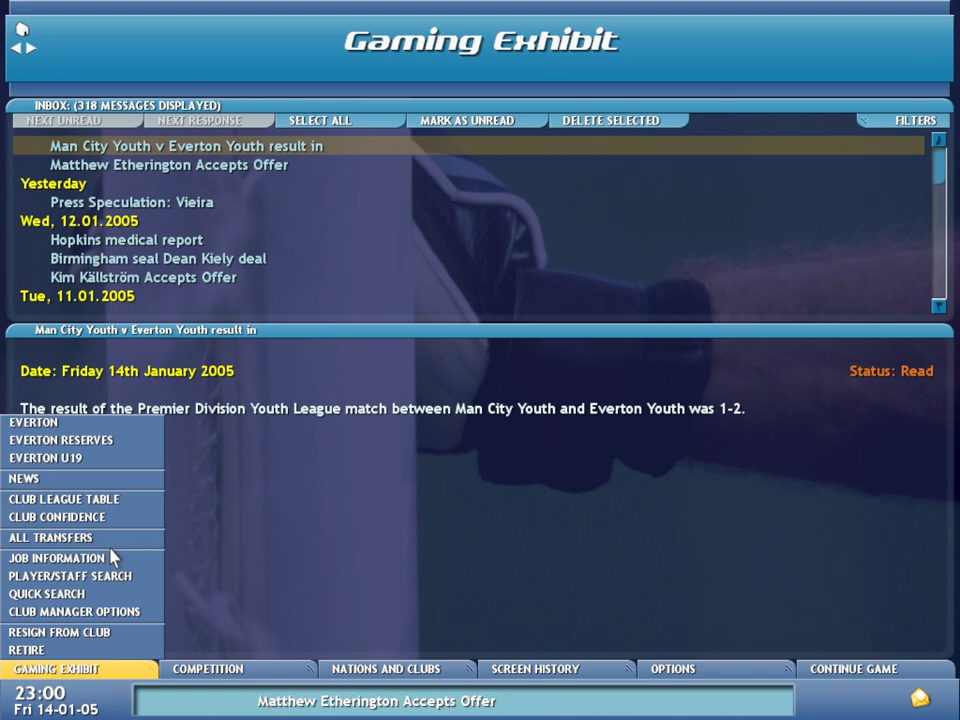 Gaming Exhibit
INBOX: (318 MESSAGES DISPLAYED)
NEXT UNREAD NEXT RESPONSE SELECT ALL MARK AS UNREAD DELETE SELECTED FILTERS
Man City Youth v Everton Youth result in
Matthew Etherington Accepts Offer
Yesterday
Press Speculation: Vieira
Wed, 12.01.2005
Hopkins medical report
Birmingham seal Dean Kiely deal
Kim Källström Accepts Offer
Tue, 11.01.2005
Man City Youth v Everton Youth result in
Date: Friday 14th January 2005 Status: Read
The result of the Premier Division Youth League match between Man City Youth and Everton Youth was 1-2.
EVERTON
EVERTON RESERVES
EVERTON U19
NEWS
CLUB LEAGUE TABLE
CLUB CONFIDENCE
ALL TRANSFERS
JOB INFORMATION
PLAYER/STAFF SEARCH
QUICK SEARCH
CLUB MANAGER OPTIONS
RESIGN FROM CLUB
RETIRE
GAMING EXHIBIT COMPETITION NATIONS AND CLUBS SCREEN HISTORY OPTIONS CONTINUE GAME
23:00
Fri 14-01-05
Matthew Etherington Accepts Offer